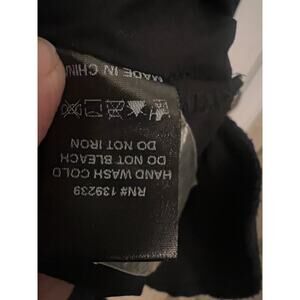 RN# 139239
HAND WASH COLD
DO NOT BLEACH
DO NOT IRON
MADE IN CHINA